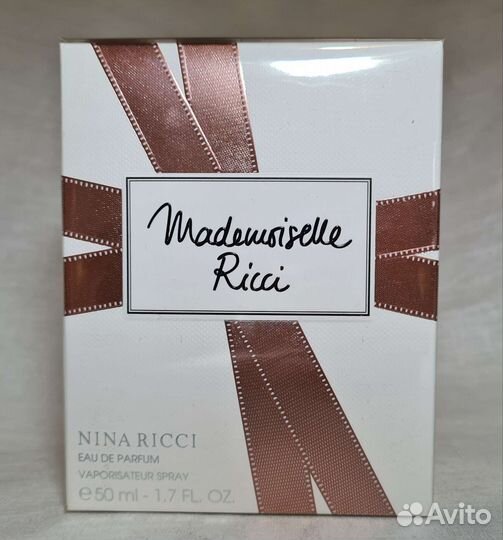 Mademoiselle
Ricci
NINA RICCI
EAU DE PARFUM
VAPORISATEUR SPRAY
℮50 ml - 1.7 FL. OZ.
Avito